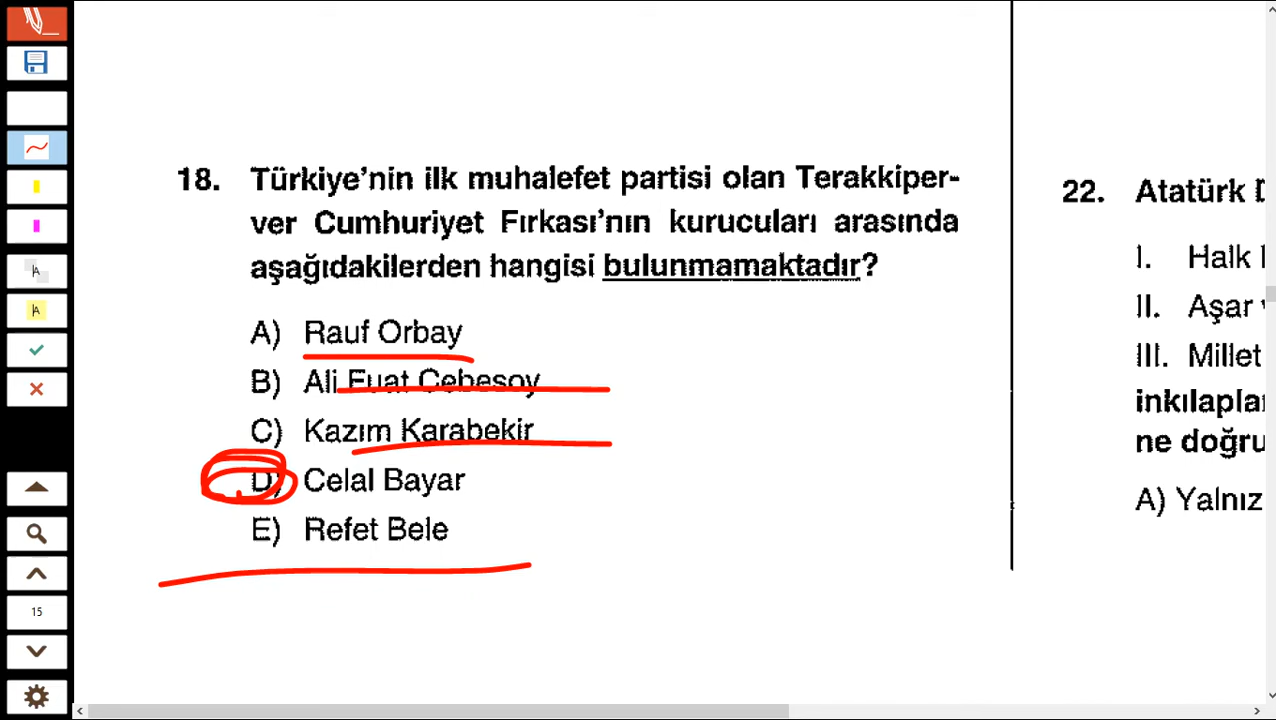 18. Türkiye'nin ilk muhalefet partisi olan Terakkiper-
ver Cumhuriyet Fırkası'nın kurucuları arasında
aşağıdakilerden hangisi bulunmamaktadır?
A) Rauf Orbay
B) Ali Fuat Cebesoy
C) Kazım Karabekir
D) Celal Bayar
E) Refet Bele
22. Atatürk
I. Halk
II. Aşar
III. Millet
inkılapla
ne doğru
A) Yalnız
15